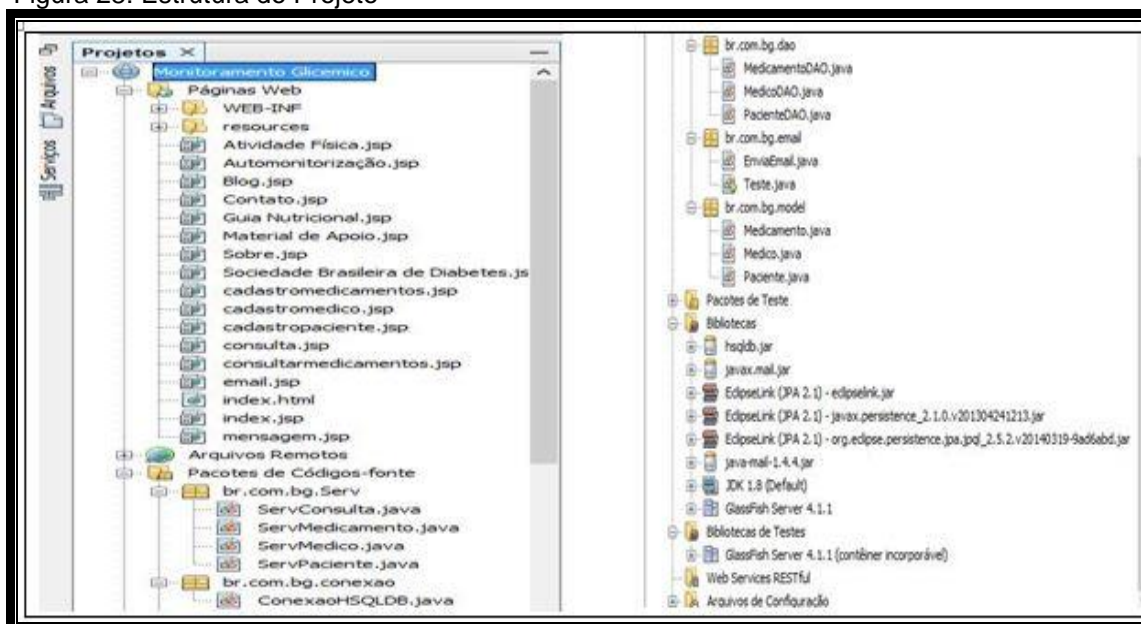 Figura 28: Estrutura do Projeto
Serviços
Arquivos
Projetos
Monitoramento Glicemico
Páginas Web
WEB-INF
resources
Atividade Física.jsp
Automonitorização.jsp
Blog.jsp
Contato.jsp
Guia Nutricional.jsp
Material de Apoio.jsp
Sobre.jsp
Sociedade Brasileira de Diabetes.js
cadastromedicamentos.jsp
cadastromedico.jsp
cadastropaciente.jsp
consulta.jsp
consultarmedicamentos.jsp
email.jsp
index.html
index.jsp
mensagem.jsp
Arquivos Remotos
Pacotes de Códigos-fonte
br.com.bg.Serv
ServConsulta.java
ServMedicamento.java
ServMedico.java
ServPaciente.java
br.com.bg.conexao
ConexaoHSQLDB.java
br.com.bg.dao
MedicamentoDAO.java
MedicoDAO.java
PacienteDAO.java
br.com.bg.email
EnviaEmail.java
Teste.java
br.com.bg.model
Medicamento.java
Medico.java
Paciente.java
Pacotes de Teste
Bibliotecas
hsqldb.jar
javax.mail.jar
EclipseLink (JPA 2.1) - eclipselink.jar
EclipseLink (JPA 2.1) - javax.persistence_2.1.0.v201304241213.jar
EclipseLink (JPA 2.1) - org.eclipse.persistence.jpa.jpql_2.5.2.v20140319-9ad6abd.jar
java-mail-1.4.4.jar
JDK 1.8 (Default)
GlassFish Server 4.1.1
Bibliotecas de Testes
GlassFish Server 4.1.1 (contêiner incorporável)
Web Services RESTful
Arquivos de Configuração